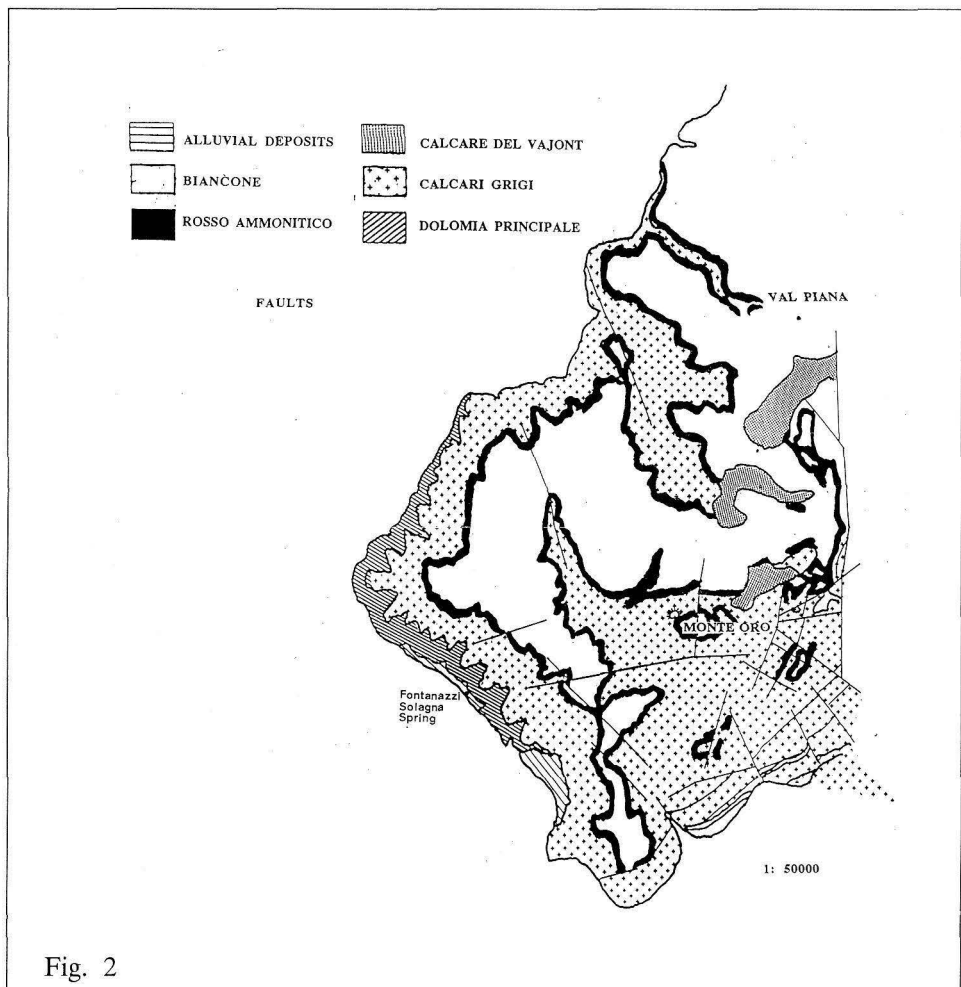 ALLUVIAL DEPOSITS
BIANCONE
ROSSO AMMONITICO
CALCARE DEL VAJONT
CALCARI GRIGI
DOLOMIA PRINCIPALE
FAULTS
VAL PIANA
MONTE ORO
Fontanazzi
Solagna
Spring
1: 50000
Fig. 2